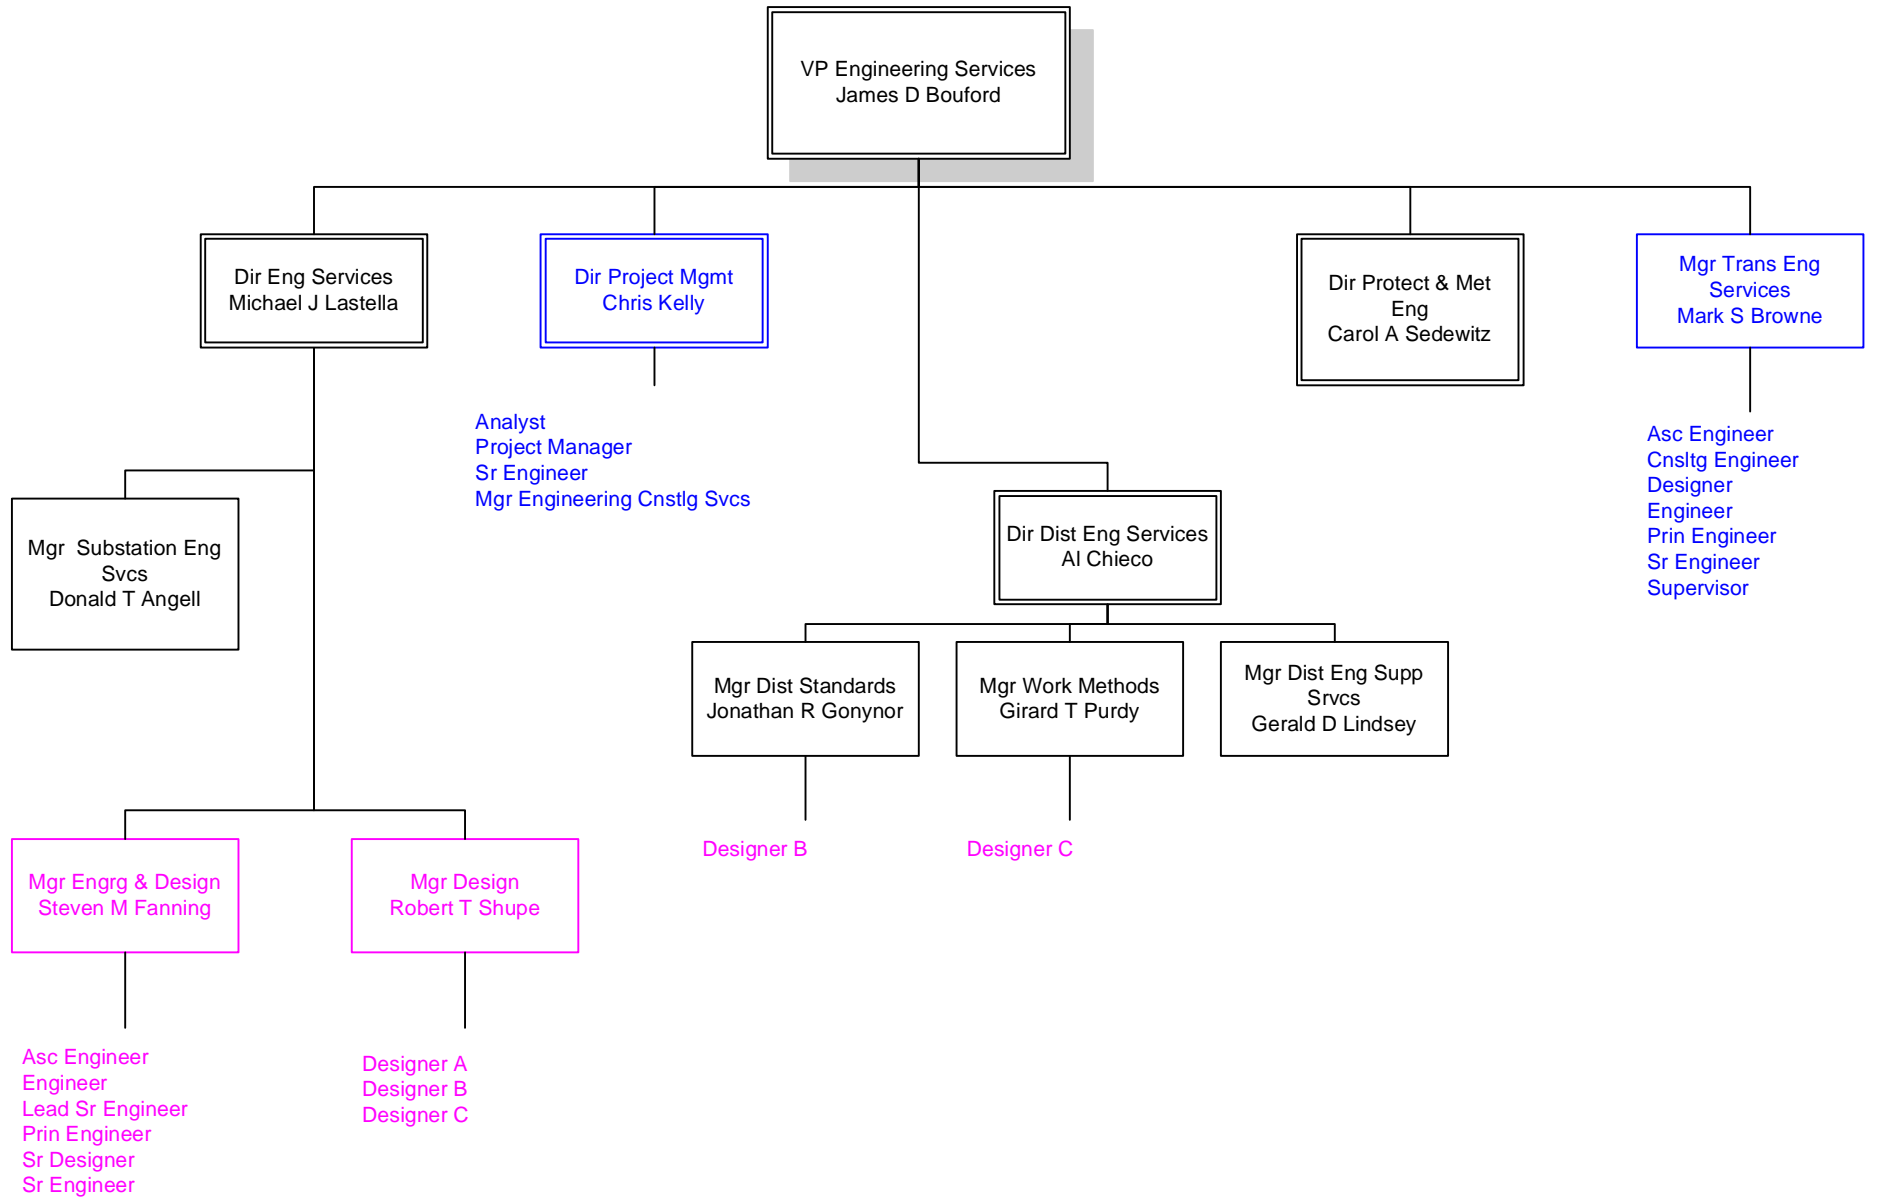 VP Engineering Services
James D Bouford
Dir Eng Services
Michael J Lastella
Dir Project Mgmt
Chris Kelly
Dir Protect & Met
Eng
Carol A Sedewitz
Mgr Trans Eng
Services
Mark S Browne
Analyst
Project Manager
Sr Engineer
Mgr Engineering Cnstlg Svcs
Asc Engineer
Cnsltg Engineer
Designer
Engineer
Prin Engineer
Sr Engineer
Supervisor
Mgr  Substation Eng
Svcs
Donald T Angell
Dir Dist Eng Services
Al Chieco
Mgr Dist Standards
Jonathan R Gonynor
Mgr Work Methods
Girard T Purdy
Mgr Dist Eng Supp
Srvcs
Gerald D Lindsey
Designer B
Designer C
Mgr Engrg & Design
Steven M Fanning
Mgr Design
Robert T Shupe
Asc Engineer
Engineer
Lead Sr Engineer
Prin Engineer
Sr Designer
Sr Engineer
Designer A
Designer B
Designer C